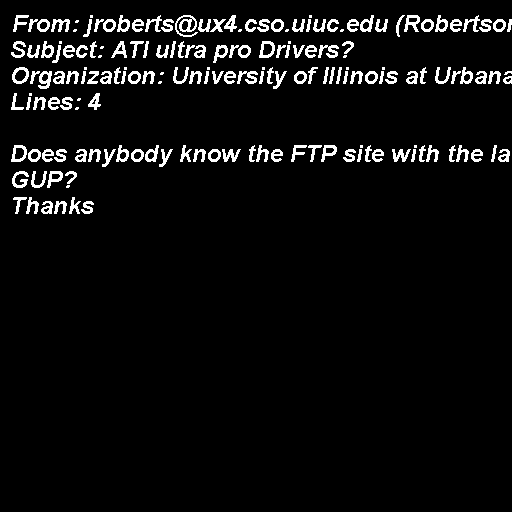 From: jroberts@ux4.cso.uiuc.edu (Robertson
Subject: ATI ultra pro Drivers?
Organization: University of Illinois at Urbana
Lines: 4

Does anybody know the FTP site with the la
GUP?
Thanks